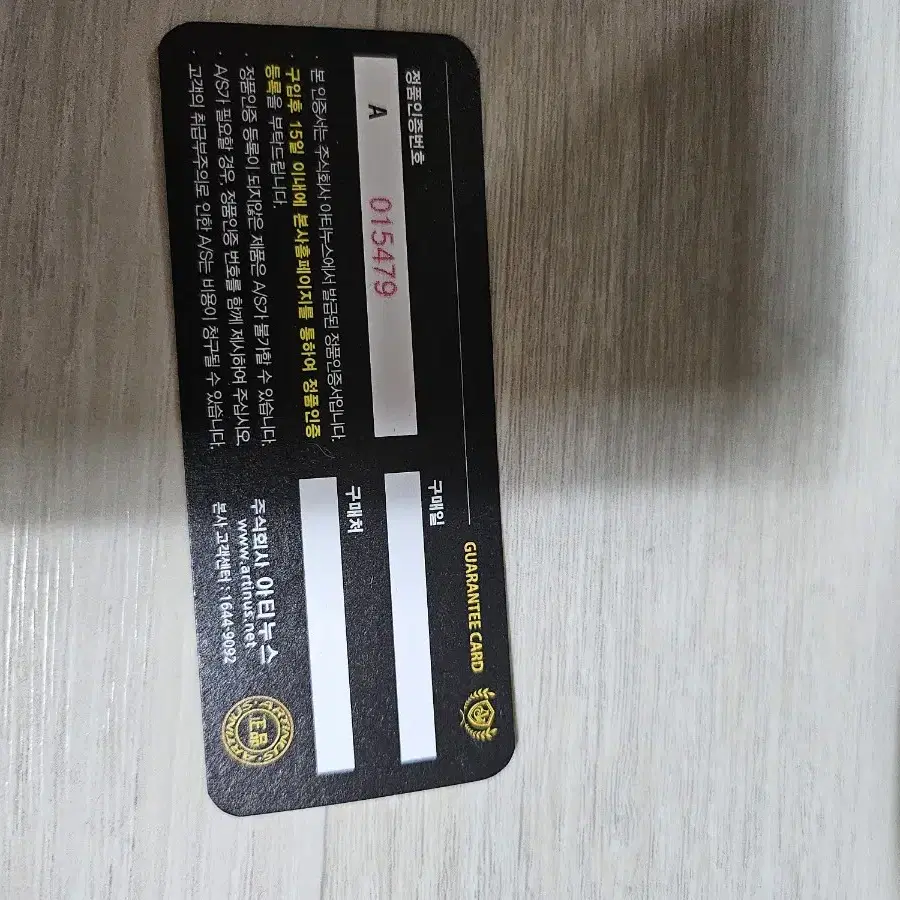 GUARANTEE CARD
정품인증번호
A 015479
구매일
구매처
· 본 인증서는 주식회사 아티누스에서 발급된 정품인증서입니다.
· 구입후 15일 이내에 본사홈페이지를 통하여 정품인증
등록을 부탁드립니다.
· 정품인증 등록이 되지않은 제품은 A/S가 불가할 수 있습니다.
· A/S가 필요할 경우, 정품인증 번호를 함께 제시하여 주십시오.
· 고객의 취급부주의로 인한 A/S는 비용이 청구될 수 있습니다.
주식회사 아티누스
www.artinus.net
본사 고객센터 : 1644-9092
ARTINUS
正品
ARTINUS